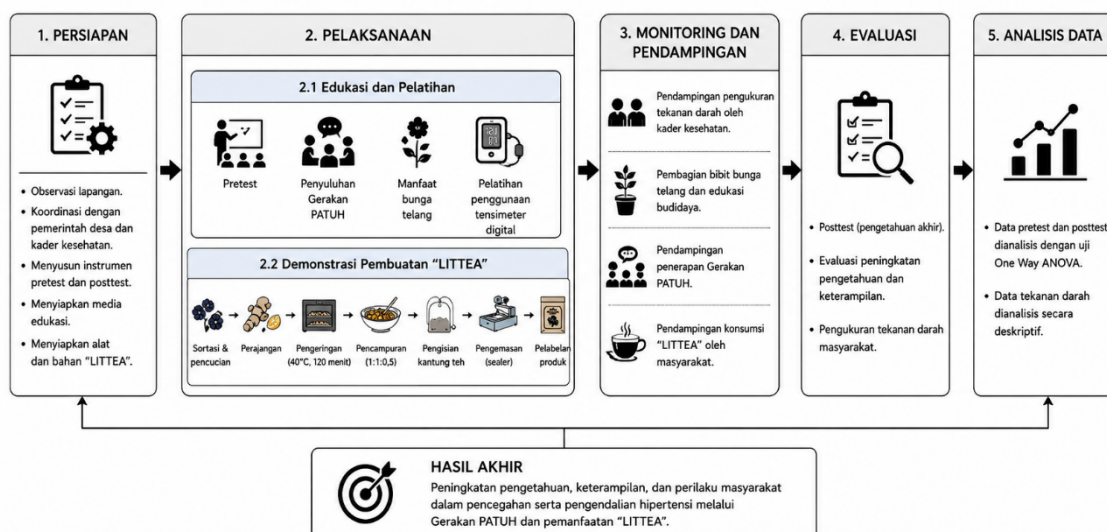 1. PERSIAPAN
• Observasi lapangan.
• Koordinasi dengan
pemerintah desa dan
kader kesehatan.
• Menyusun instrumen
pretest dan posttest.
• Menyiapkan media
edukasi.
• Menyiapkan alat
dan bahan “LITTEA”.
2. PELAKSANAAN
2.1 Edukasi dan Pelatihan
Pretest
Penyuluhan
Gerakan
PATUH
Manfaat
bunga
telang
Pelatihan
penggunaan
tensimeter
digital
2.2 Demonstrasi Pembuatan “LITTEA”
Sortasi &
pencucian
Perajangan
Pengeringan
(40°C, 120 menit)
Pencampuran
(1:1:0,5)
Pengisian
kantung teh
Pengemasan
(sealer)
Pelabelan
produk
3. MONITORING DAN
PENDAMPINGAN
Pendampingan pengukuran
tekanan darah oleh
kader kesehatan.
Pembagian bibit bunga
telang dan edukasi
budidaya.
Pendampingan
penerapan Gerakan
PATUH.
Pendampingan konsumsi
“LITTEA” oleh
masyarakat.
4. EVALUASI
• Posttest (pengetahuan akhir).
• Evaluasi peningkatan
pengetahuan dan
keterampilan.
• Pengukuran tekanan darah
masyarakat.
5. ANALISIS DATA
• Data pretest dan posttest
dianalisis dengan uji
One Way ANOVA.
• Data tekanan darah
dianalisis secara
deskriptif.
HASIL AKHIR
Peningkatan pengetahuan, keterampilan, dan perilaku masyarakat
dalam pencegahan serta pengendalian hipertensi melalui
Gerakan PATUH dan pemanfaatan “LITTEA”.